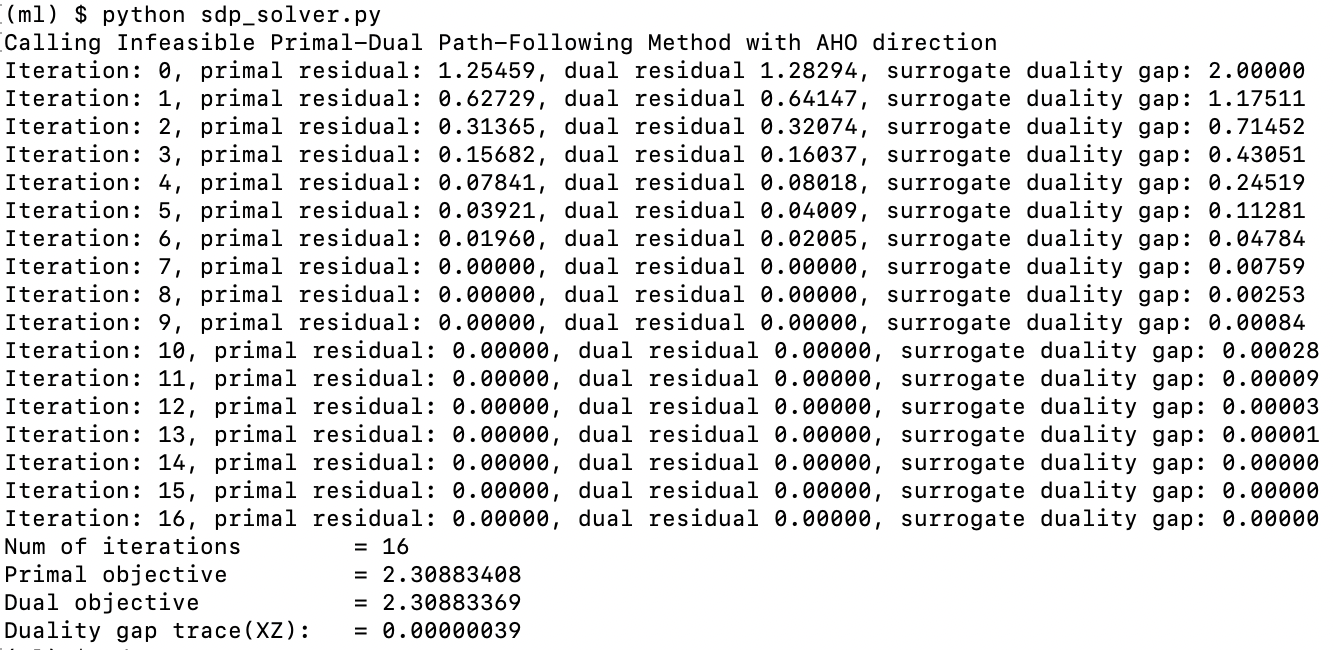 (ml) $ python sdp_solver.py
Calling Infeasible Primal-Dual Path-Following Method with AHO direction
Iteration: 0, primal residual: 1.25459, dual residual 1.28294, surrogate duality gap: 2.00000
Iteration: 1, primal residual: 0.62729, dual residual 0.64147, surrogate duality gap: 1.17511
Iteration: 2, primal residual: 0.31365, dual residual 0.32074, surrogate duality gap: 0.71452
Iteration: 3, primal residual: 0.15682, dual residual 0.16037, surrogate duality gap: 0.43051
Iteration: 4, primal residual: 0.07841, dual residual 0.08018, surrogate duality gap: 0.24519
Iteration: 5, primal residual: 0.03921, dual residual 0.04009, surrogate duality gap: 0.11281
Iteration: 6, primal residual: 0.01960, dual residual 0.02005, surrogate duality gap: 0.04784
Iteration: 7, primal residual: 0.00000, dual residual 0.00000, surrogate duality gap: 0.00759
Iteration: 8, primal residual: 0.00000, dual residual 0.00000, surrogate duality gap: 0.00253
Iteration: 9, primal residual: 0.00000, dual residual 0.00000, surrogate duality gap: 0.00084
Iteration: 10, primal residual: 0.00000, dual residual 0.00000, surrogate duality gap: 0.00028
Iteration: 11, primal residual: 0.00000, dual residual 0.00000, surrogate duality gap: 0.00009
Iteration: 12, primal residual: 0.00000, dual residual 0.00000, surrogate duality gap: 0.00003
Iteration: 13, primal residual: 0.00000, dual residual 0.00000, surrogate duality gap: 0.00001
Iteration: 14, primal residual: 0.00000, dual residual 0.00000, surrogate duality gap: 0.00000
Iteration: 15, primal residual: 0.00000, dual residual 0.00000, surrogate duality gap: 0.00000
Iteration: 16, primal residual: 0.00000, dual residual 0.00000, surrogate duality gap: 0.00000
Num of iterations        = 16
Primal objective         = 2.30883408
Dual objective           = 2.30883369
Duality gap trace(XZ):   = 0.00000039